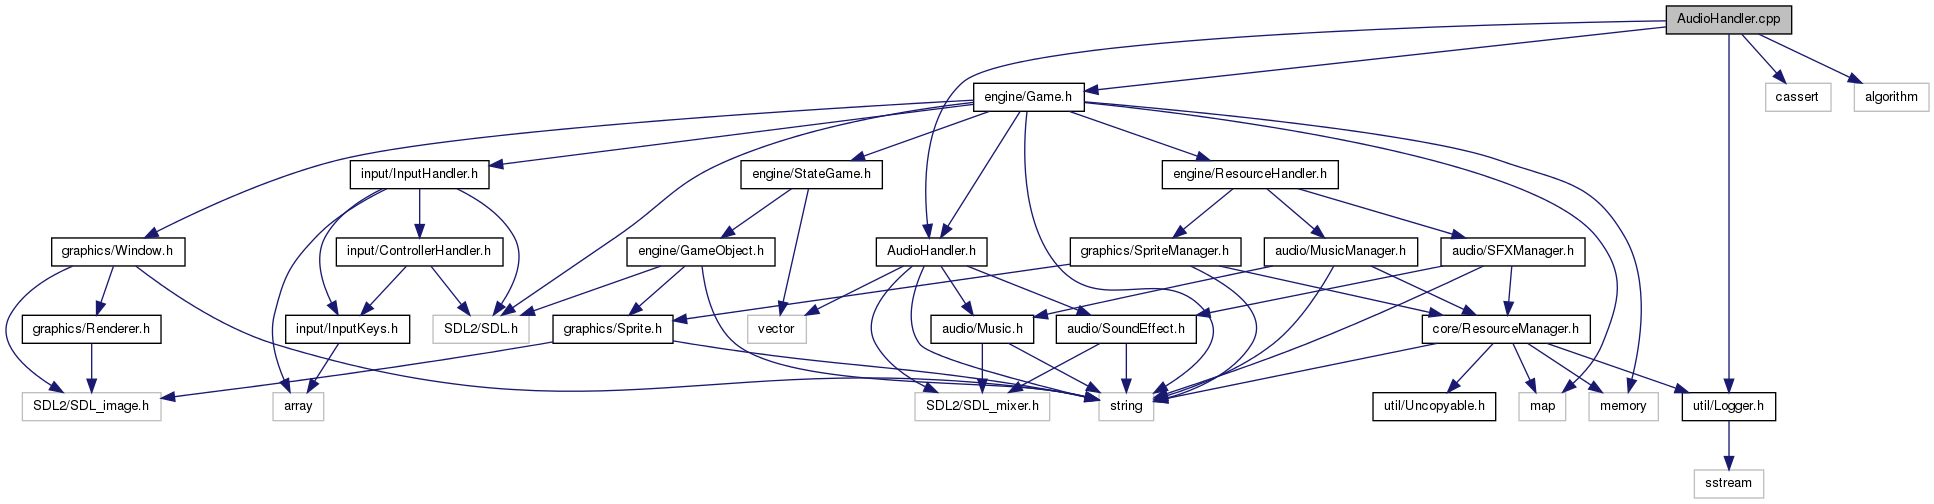 AudioHandler.cpp
engine/Game.h
cassert
algorithm
input/InputHandler.h
engine/StateGame.h
engine/ResourceHandler.h
graphics/Window.h
input/ControllerHandler.h
engine/GameObject.h
AudioHandler.h
graphics/SpriteManager.h
audio/MusicManager.h
audio/SFXManager.h
graphics/Renderer.h
input/InputKeys.h
SDL2/SDL.h
graphics/Sprite.h
vector
audio/Music.h
audio/SoundEffect.h
core/ResourceManager.h
SDL2/SDL_image.h
array
SDL2/SDL_mixer.h
string
util/Uncopyable.h
map
memory
util/Logger.h
sstream